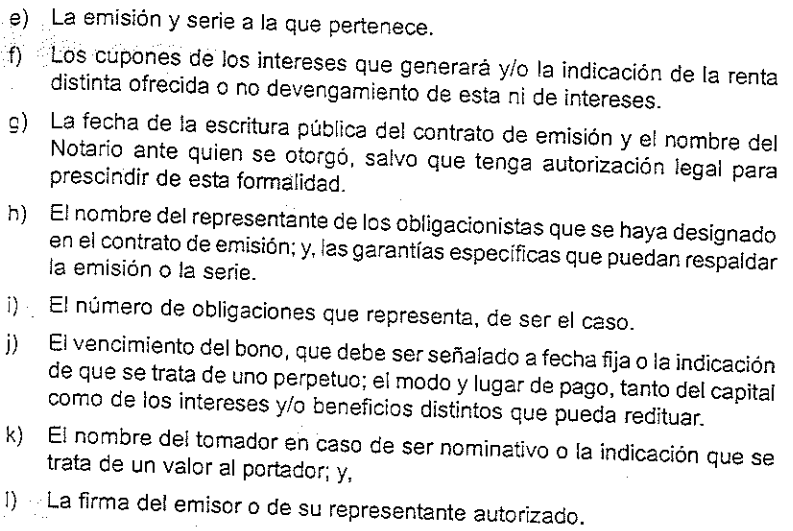 e) La emisión y serie a la que pertenece.
f) Los cupones de los intereses que generará y/o la indicación de la renta
distinta ofrecida o no devengamiento de esta ni de intereses.
g) La fecha de la escritura pública del contrato de emisión y el nombre del
Notario ante quien se otorgó, salvo que tenga autorización legal para
prescindir de esta formalidad.
h) El nombre del representante de los obligacionistas que se haya designado
en el contrato de emisión; y, las garantías específicas que puedan respaldar
la emisión o la serie.
i) El número de obligaciones que representa, de ser el caso.
j) El vencimiento del bono, que debe ser señalado a fecha fija o la indicación
de que se trata de uno perpetuo; el modo y lugar de pago, tanto del capital
como de los intereses y/o beneficios distintos que pueda redituar.
k) El nombre del tomador en caso de ser nominativo o la indicación que se
trata de un valor al portador; y,
l) La firma del emisor o de su representante autorizado.